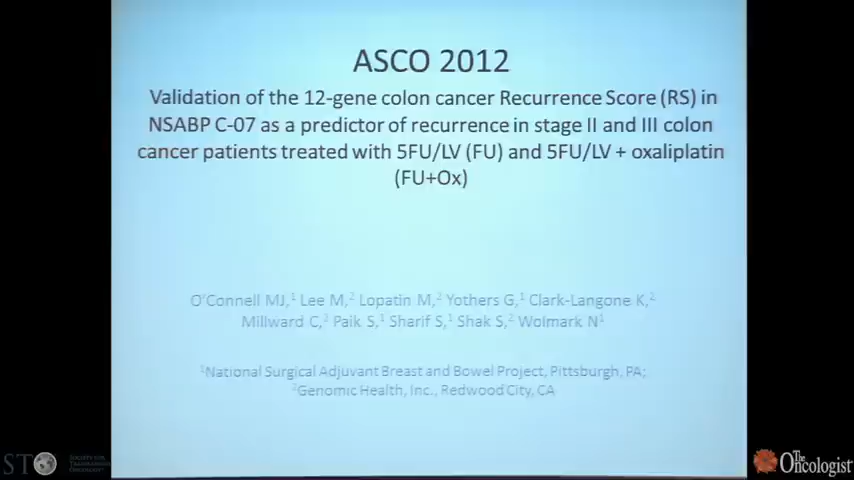 ASCO 2012
Validation of the 12-gene colon cancer Recurrence Score (RS) in
NSABP C-07 as a predictor of recurrence in stage II and III colon
cancer patients treated with 5FU/LV (FU) and 5FU/LV + oxaliplatin
(FU+Ox)
O'Connell MJ,¹ Lee M,² Lopatin M,² Yothers G,¹ Clark-Langone K,²
Millward C,² Paik S,¹ Sharif S,¹ Shak S,² Wolmark N¹
¹National Surgical Adjuvant Breast and Bowel Project, Pittsburgh, PA;
²Genomic Health, Inc., Redwood City, CA
The
Oncologist